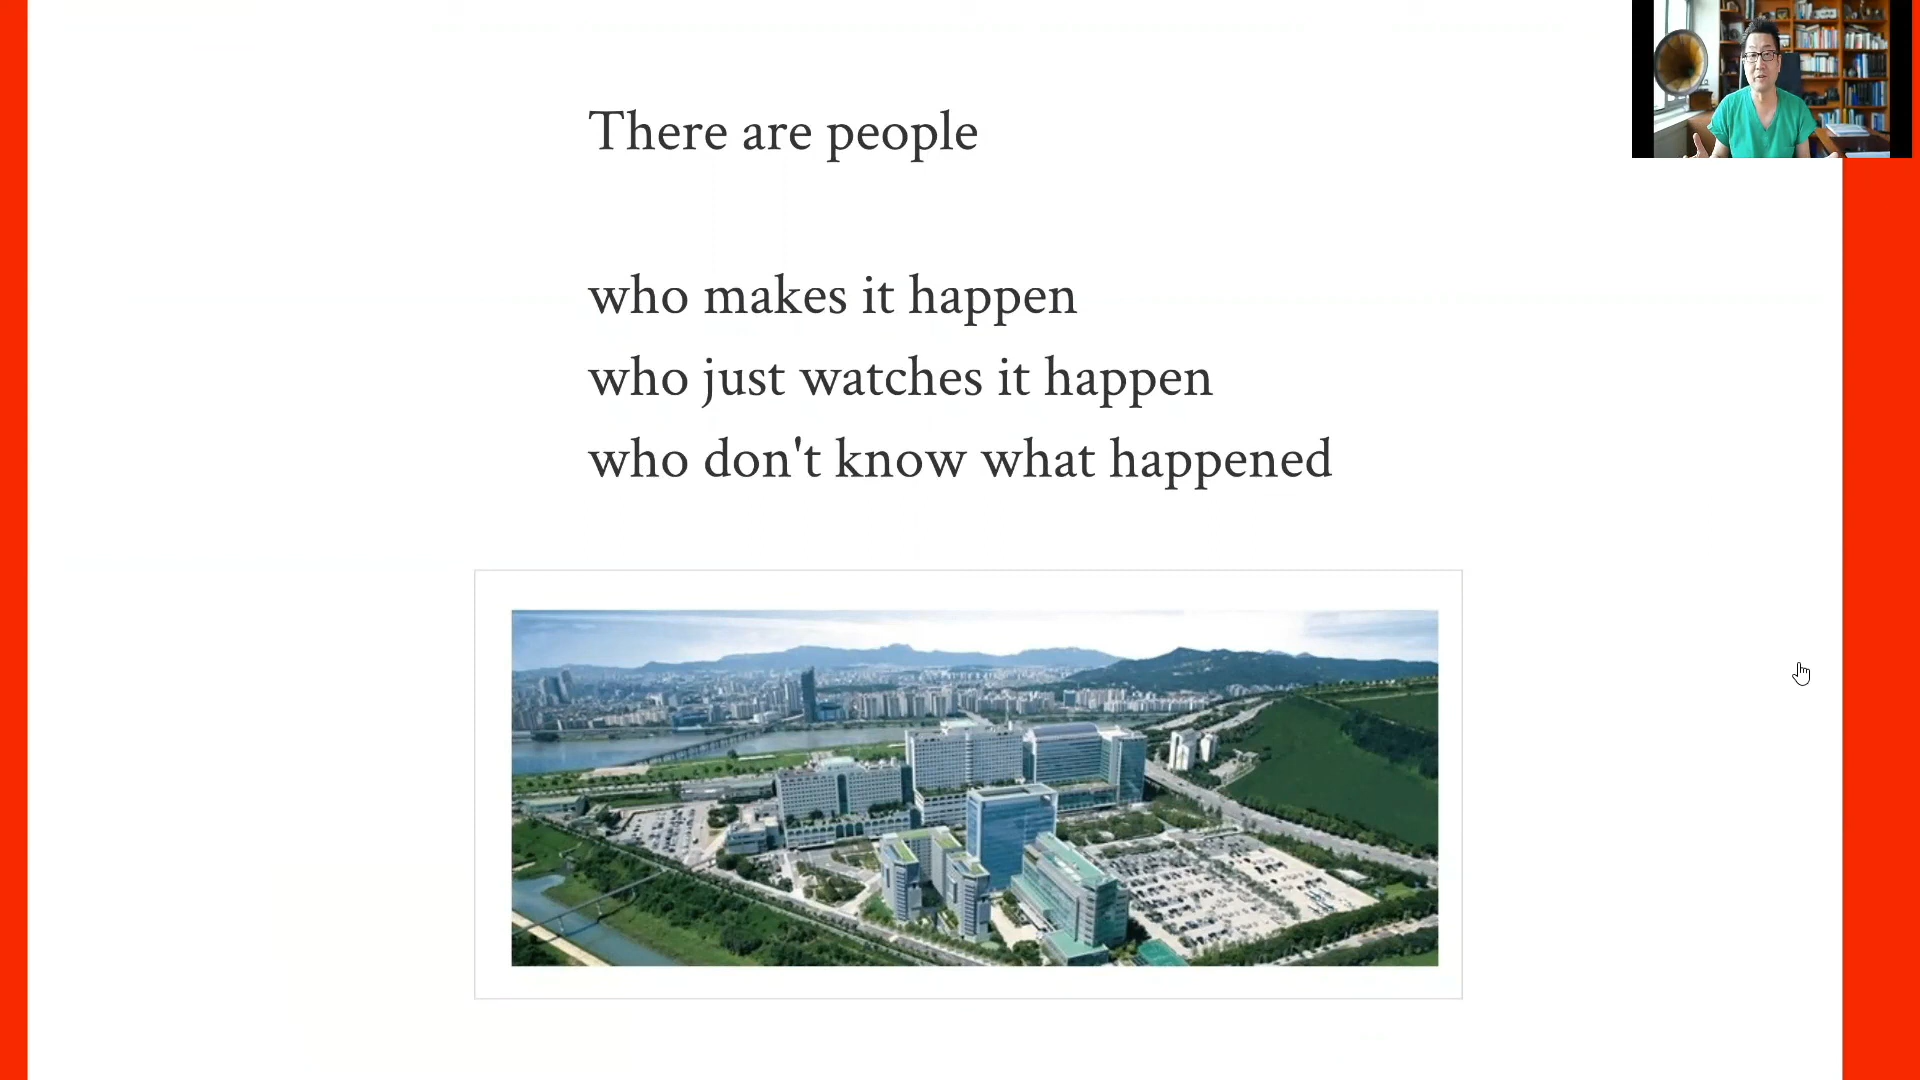 There are people
who makes it happen
who just watches it happen
who don't know what happened